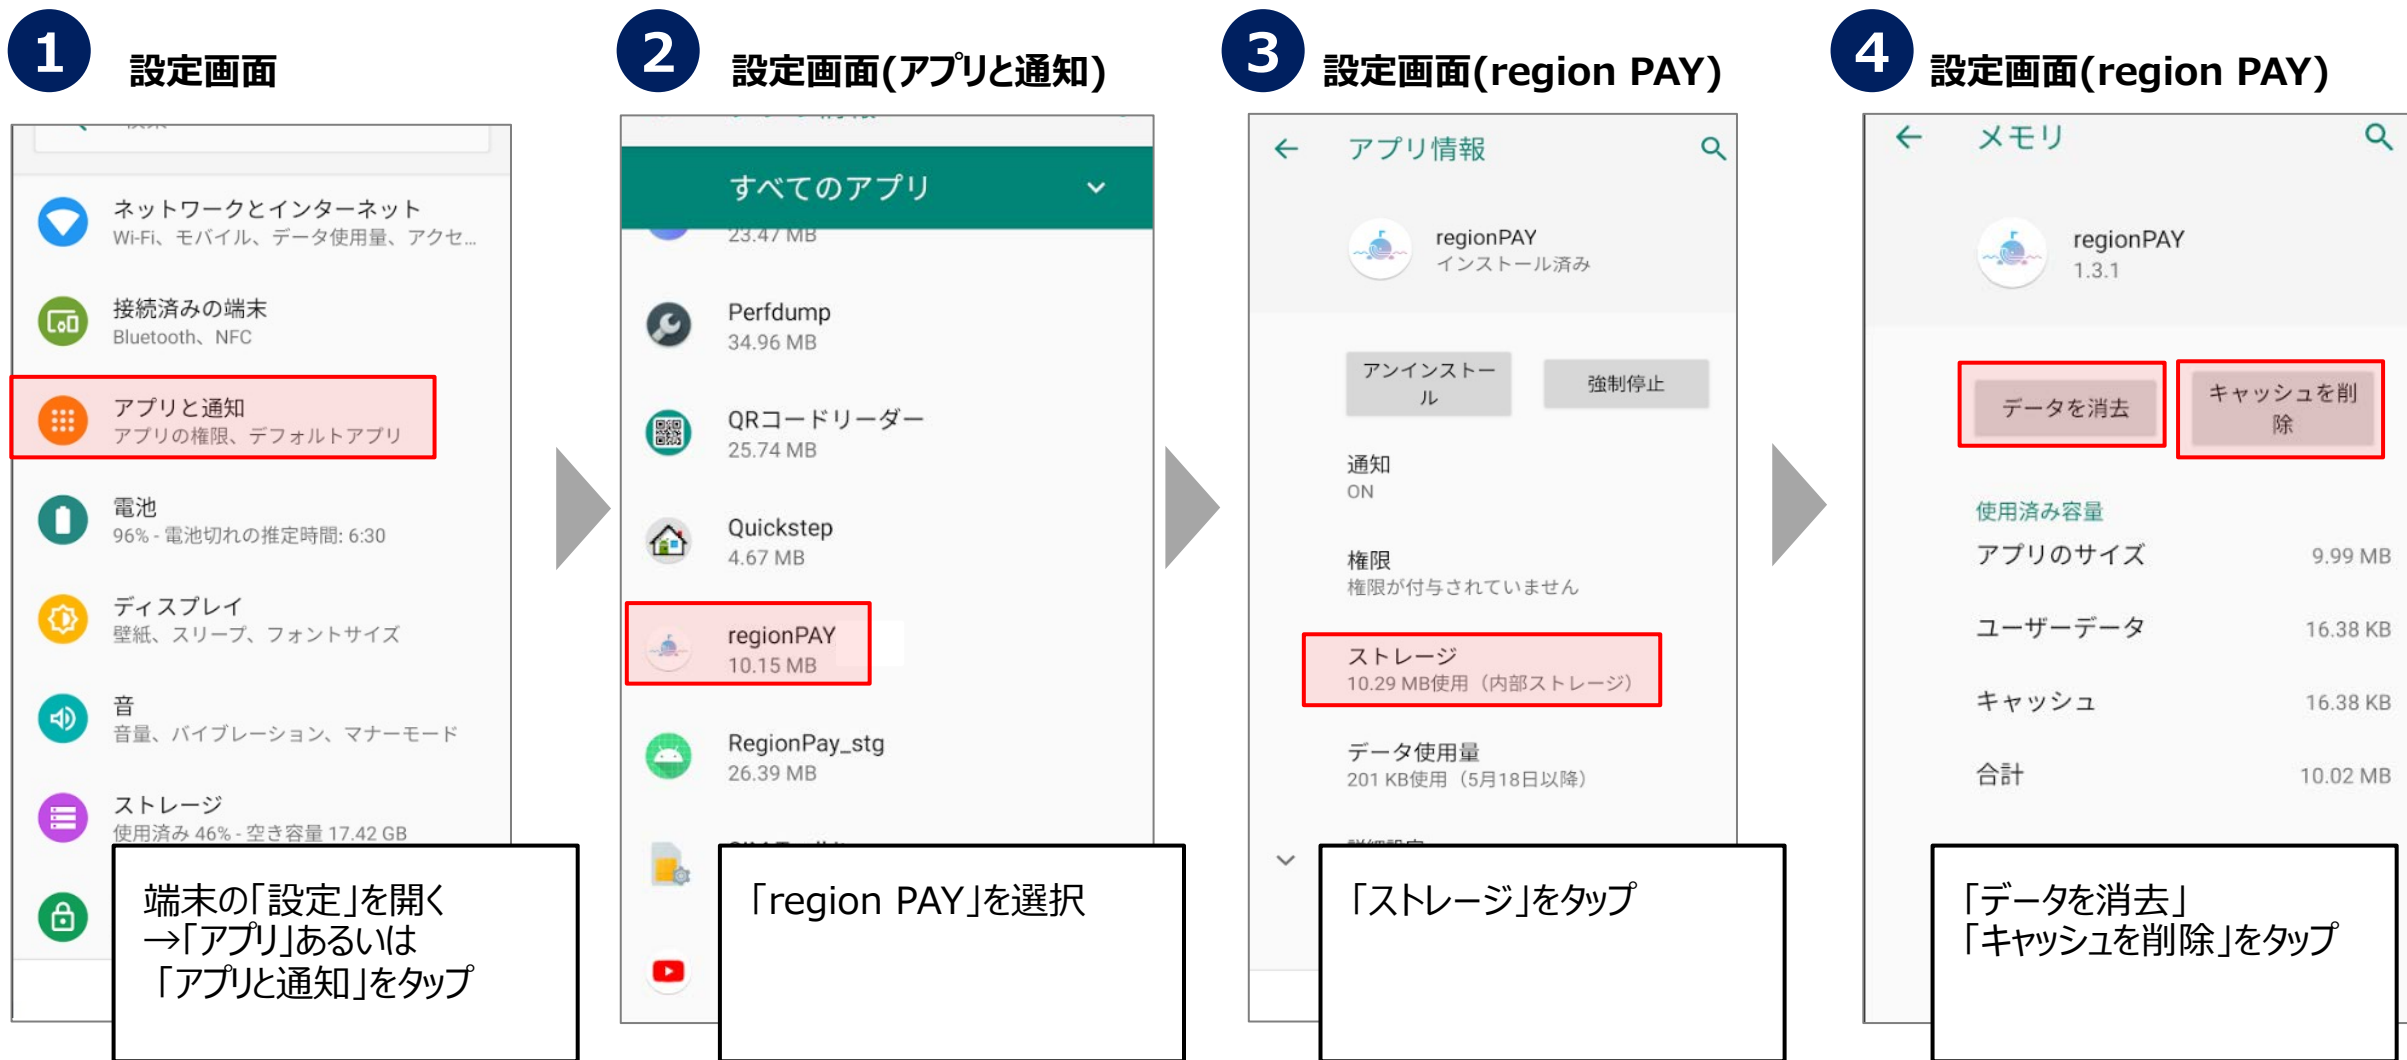 1
設定画面
ネットワークとインターネット
Wi-Fi、モバイル、データ使用量、アクセ...
接続済みの端末
Bluetooth、NFC
アプリと通知
アプリの権限、デフォルトアプリ
電池
96% - 電池切れの推定時間: 6:30
ディスプレイ
壁紙、スリープ、フォントサイズ
音
音量、バイブレーション、マナーモード
ストレージ
使用済み 46% - 空き容量 17.42 GB
端末の「設定」を開く
→「アプリ」あるいは
「アプリと通知」をタップ
2
設定画面(アプリと通知)
すべてのアプリ
23.47 MB
Perfdump
34.96 MB
QRコードリーダー
25.74 MB
Quickstep
4.67 MB
regionPAY
10.15 MB
RegionPay_stg
26.39 MB
「region PAY」を選択
3
設定画面(region PAY)
アプリ情報
regionPAY
インストール済み
アンインストー
ル
強制停止
通知
ON
権限
権限が付与されていません
ストレージ
10.29 MB使用（内部ストレージ）
データ使用量
201 KB使用（5月18日以降）
「ストレージ」をタップ
4
設定画面(region PAY)
メモリ
regionPAY
1.3.1
データを消去
キャッシュを削
除
使用済み容量
アプリのサイズ 9.99 MB
ユーザーデータ 16.38 KB
キャッシュ 16.38 KB
合計 10.02 MB
「データを消去」
「キャッシュを削除」をタップ